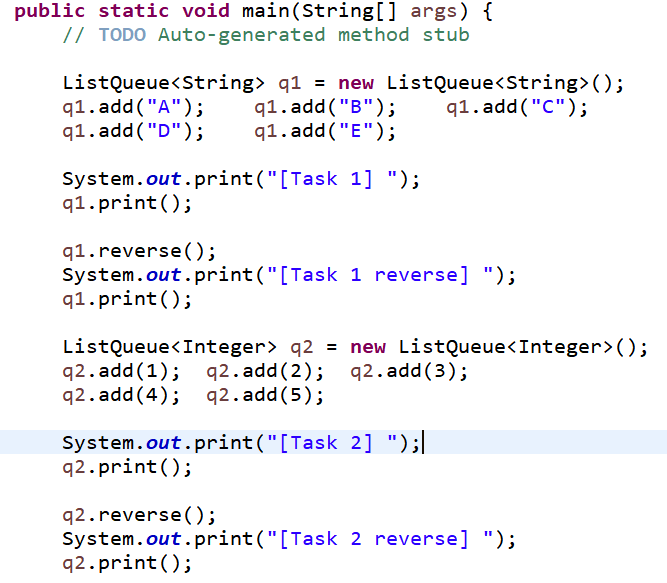 public static void main(String[] args) {
// TODO Auto-generated method stub
ListQueue<String> q1 = new ListQueue<String>();
q1.add("A");    q1.add("B");    q1.add("C");
q1.add("D");    q1.add("E");
System.out.print("[Task 1] ");
q1.print();
q1.reverse();
System.out.print("[Task 1 reverse] ");
q1.print();
ListQueue<Integer> q2 = new ListQueue<Integer>();
q2.add(1);  q2.add(2);  q2.add(3);
q2.add(4);  q2.add(5);
System.out.print("[Task 2] ");
q2.print();
q2.reverse();
System.out.print("[Task 2 reverse] ");
q2.print();